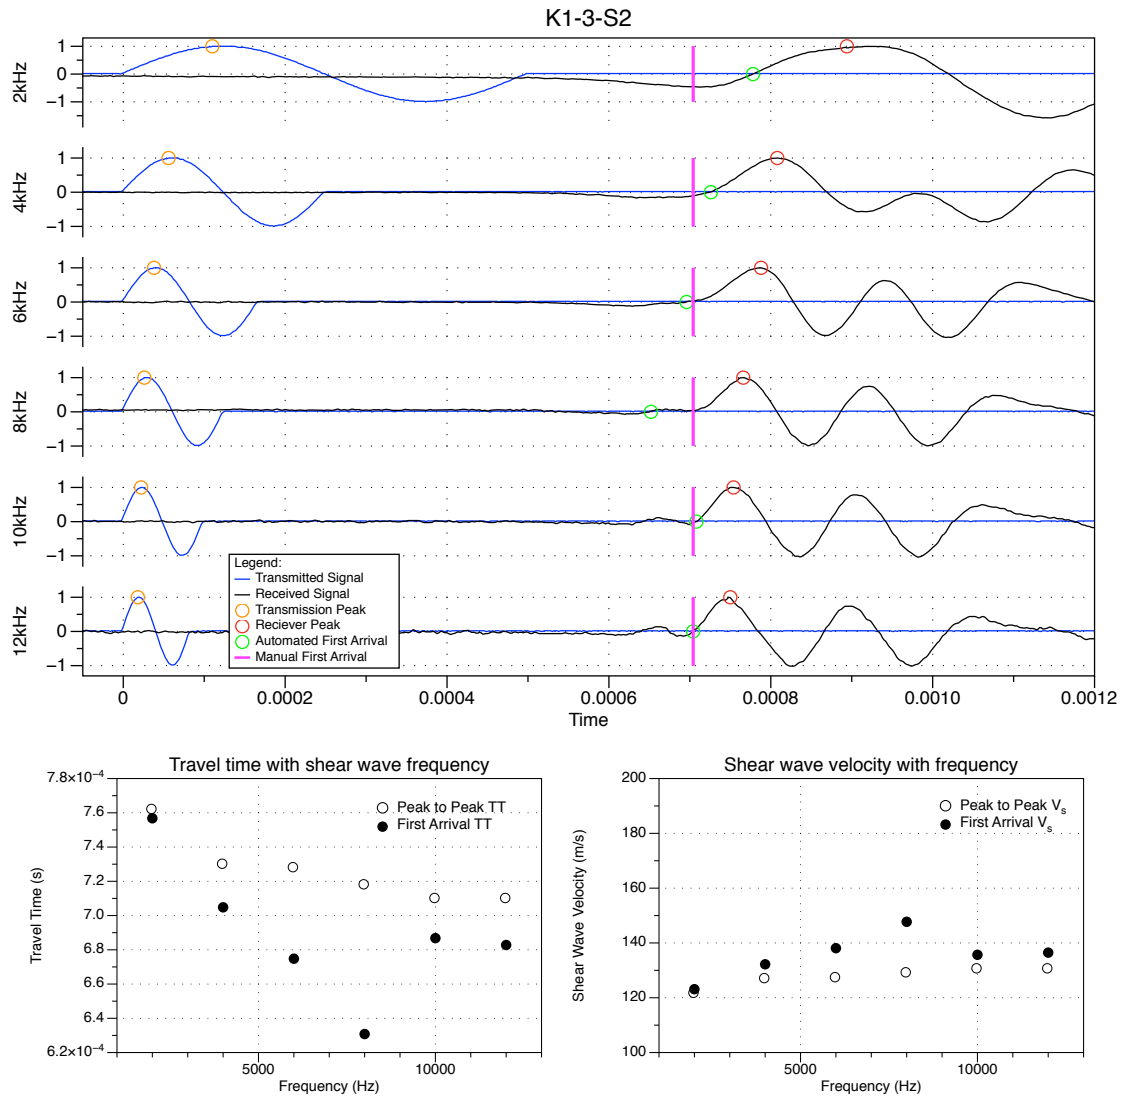 K1-3-S2
2kHz
1
0
−1
4kHz
1
0
−1
6kHz
1
0
−1
8kHz
1
0
−1
10kHz
1
0
−1
12kHz
1
0
−1
Legend:
Transmitted Signal
Received Signal
Transmission Peak
Reciever Peak
Automated First Arrival
Manual First Arrival
0 0.0002 0.0004 0.0006 0.0008 0.0010 0.0012
Time
Travel time with shear wave frequency
7.8×10⁻⁴
7.6
7.4
7.2
7.0
6.8
6.6
6.4
6.2×10⁻⁴
Travel Time (s)
Peak to Peak TT
First Arrival TT
5000 10000
Frequency (Hz)
Shear wave velocity with frequency
200
180
160
140
120
100
Shear Wave Velocity (m/s)
Peak to Peak Vₛ
First Arrival Vₛ
5000 10000
Frequency (Hz)